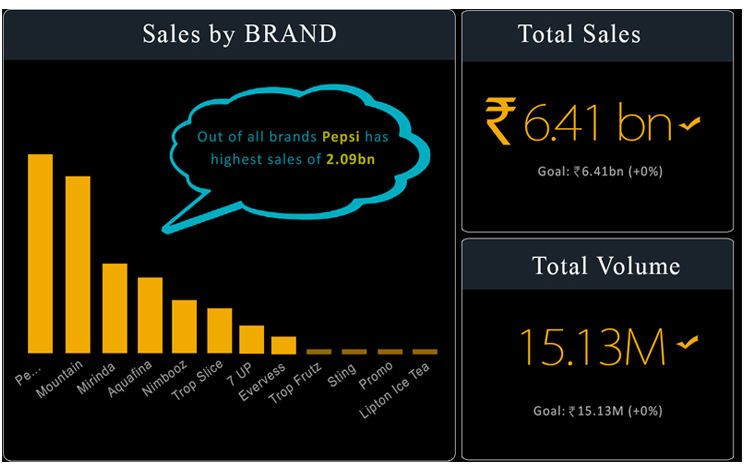 Sales by BRAND
Out of all brands Pepsi has
highest sales of 2.09bn
Pe...
Mountain
Mirinda
Aquafina
Nimbooz
Trop Slice
7 UP
Evervess
Trop Frutz
Sting
Promo
Lipton Ice Tea
Total Sales
₹ 6.41 bn
Goal: ₹6.41bn (+0%)
Total Volume
15.13M
Goal: ₹15.13M (+0%)